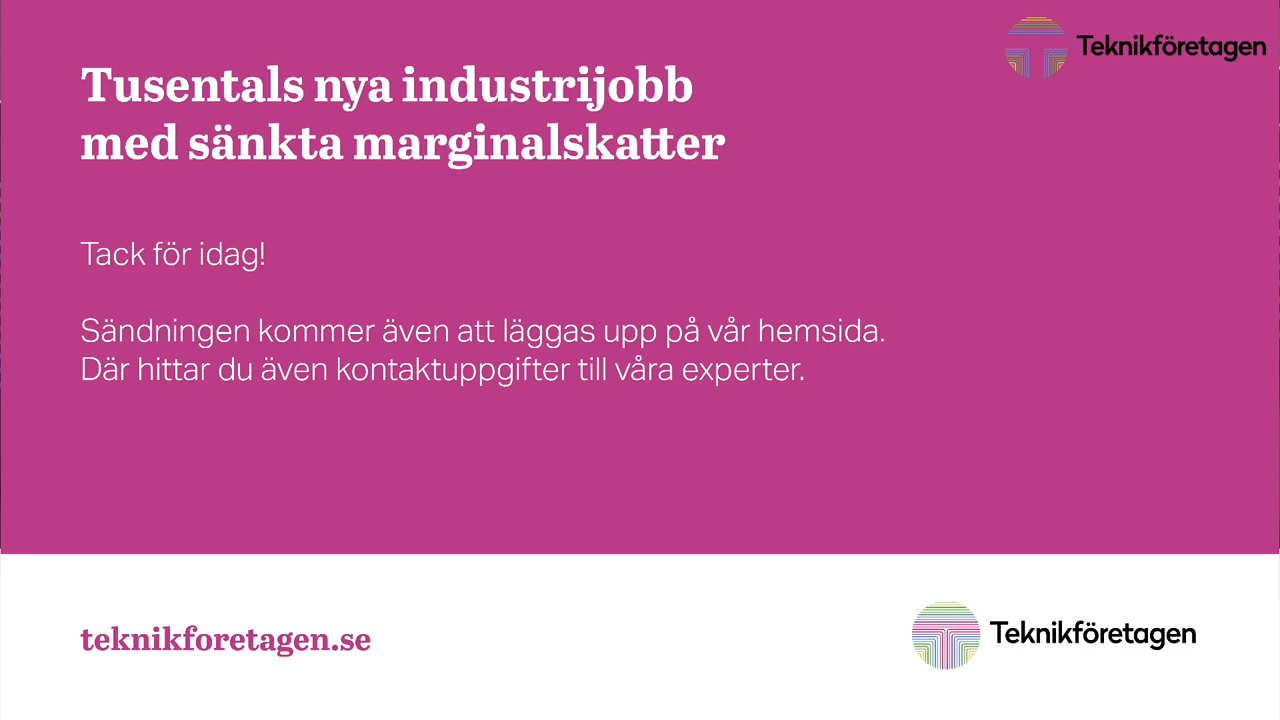 Teknikföretagen
Tusentals nya industrijobb
med sänkta marginalskatter
Tack för idag!
Sändningen kommer även att läggas upp på vår hemsida.
Där hittar du även kontaktuppgifter till våra experter.
teknikforetagen.se
Teknikföretagen